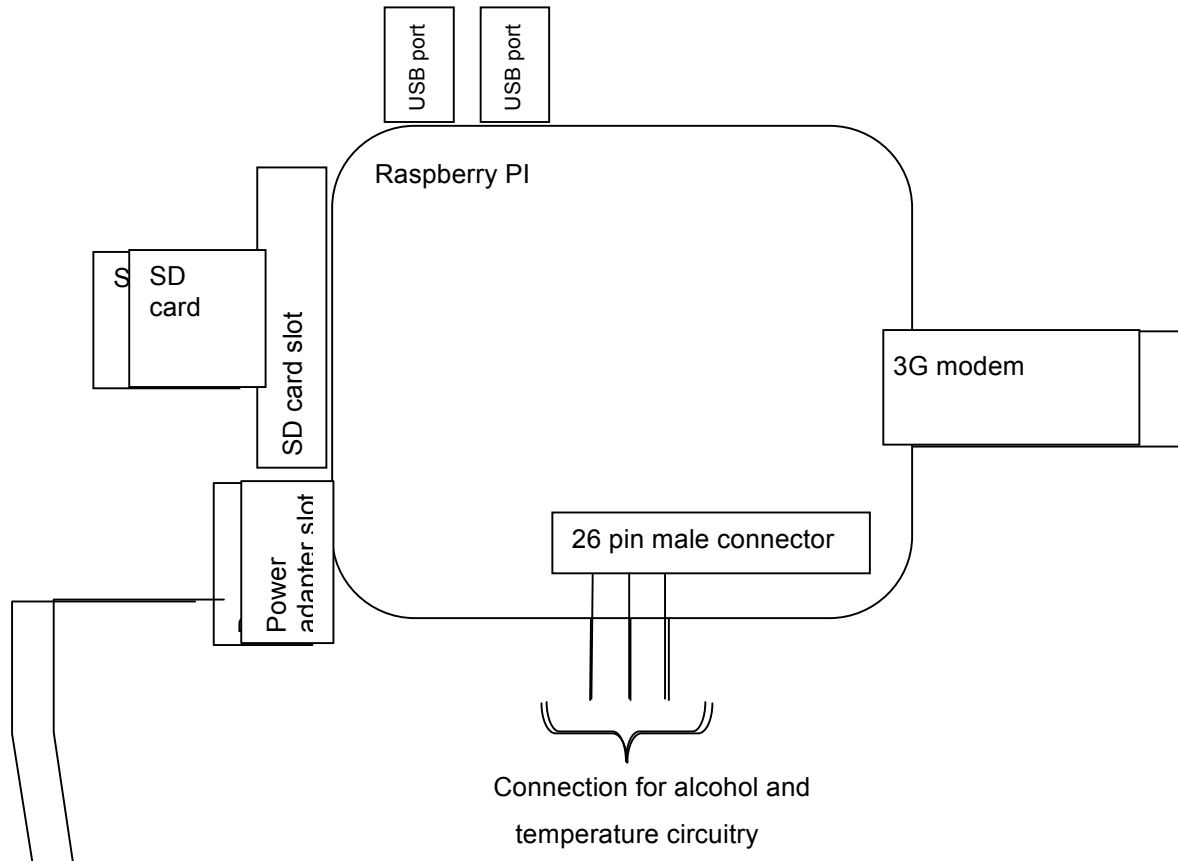 USB port
USB port
Raspberry PI
S
SD
card
SD card slot
3G modem
Power
adapter slot
26 pin male connector
Connection for alcohol and
temperature circuitry